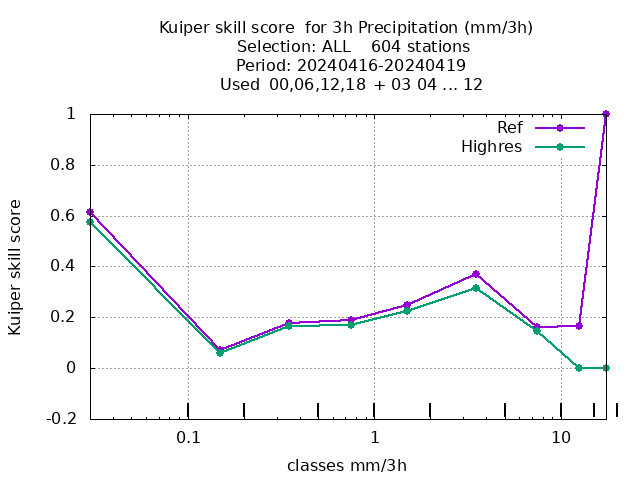 Kuiper skill score  for 3h Precipitation (mm/3h)
Selection: ALL    604 stations
Period: 20240416-20240419
Used  00,06,12,18  + 03 04 ... 12
Ref
Highres
Kuiper skill score
1
0.8
0.6
0.4
0.2
0
-0.2
0.1
1
10
classes mm/3h